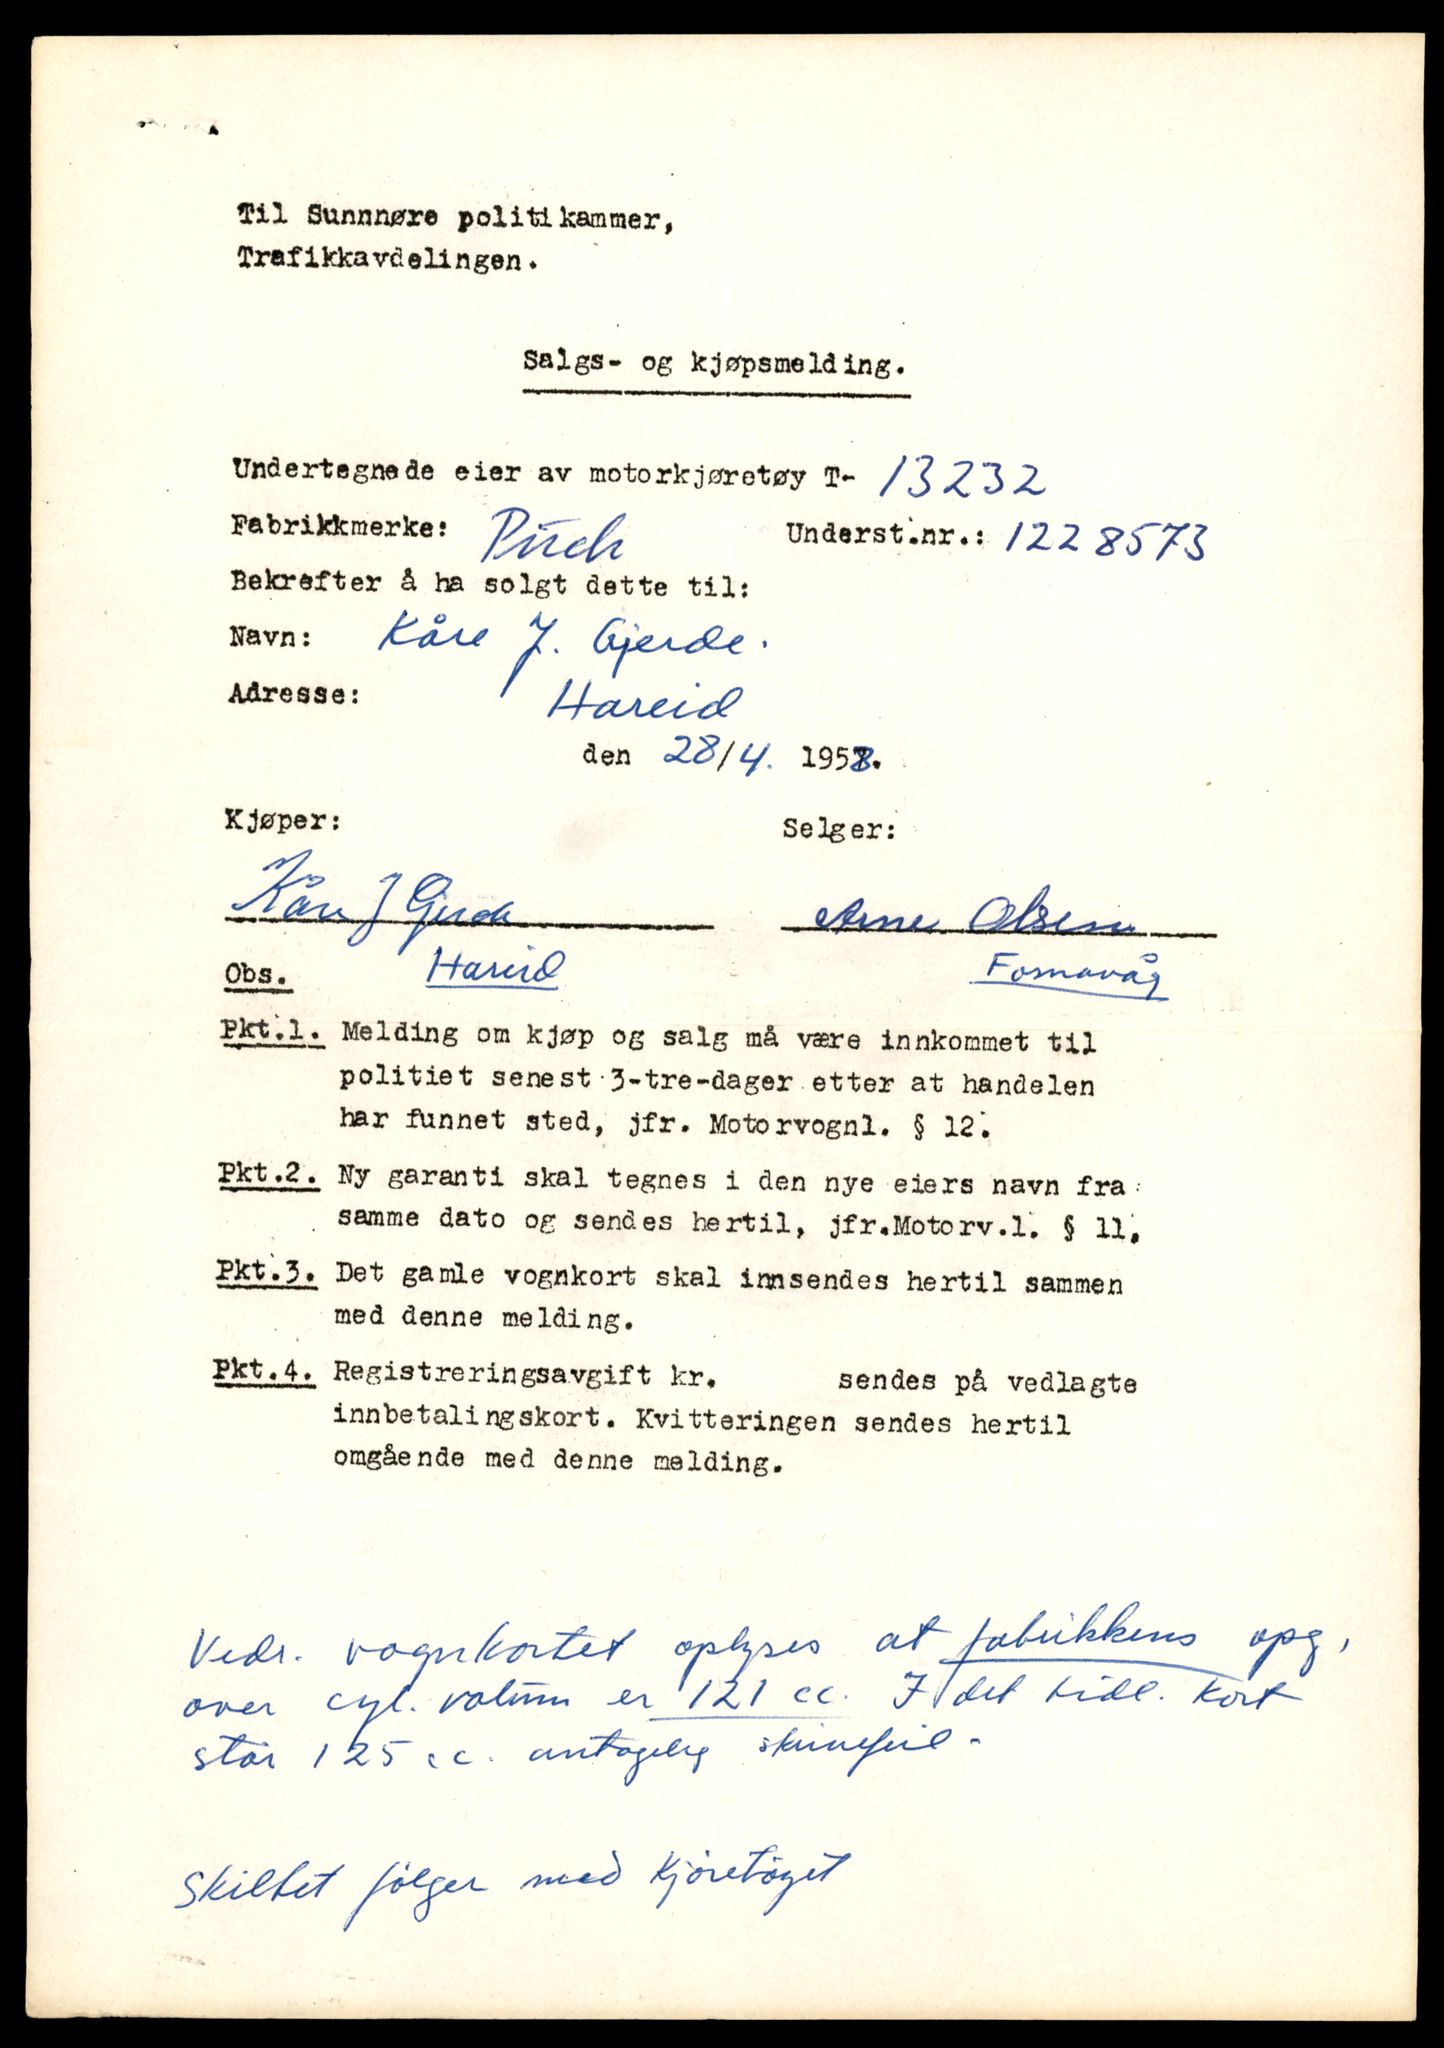 Til Sunnnøre politikammer,
Trafikkavdelingen.
Salgs- og kjøpsmelding.
Undertegnede eier av motorkjøretøy T- 13232
Fabrikkmerke: Püch Underst.nr.: 1228573
Bekrefter å ha solgt dette til:
Navn: Kåre J. Gjerde.
Adresse: Hareid
den 28/4. 1958.
Kjøper: Selger:
Kåre J Gjerde Arne Olsen
Hareid Fosnavåg
Obs.
Pkt.1. Melding om kjøp og salg må være innkommet til
politiet senest 3-tre-dager etter at handelen
har funnet sted, jfr. Motorvognl. § 12.
Pkt.2. Ny garanti skal tegnes i den nye eiers navn fra
samme dato og sendes hertil, jfr.Motorv.l. § 11.
Pkt.3. Det gamle vognkort skal innsendes hertil sammen
med denne melding.
Pkt.4. Registreringsavgift kr. sendes på vedlagte
innbetalingskort. Kvitteringen sendes hertil
omgående med denne melding.
Vedr. vognkortet oplyses at fabrikkens opg.
over cyl. volum er 121 cc. I det tidl. kort
står 125 cc. antagelig skrivefeil.
Skiltet følger med kjøretøyet